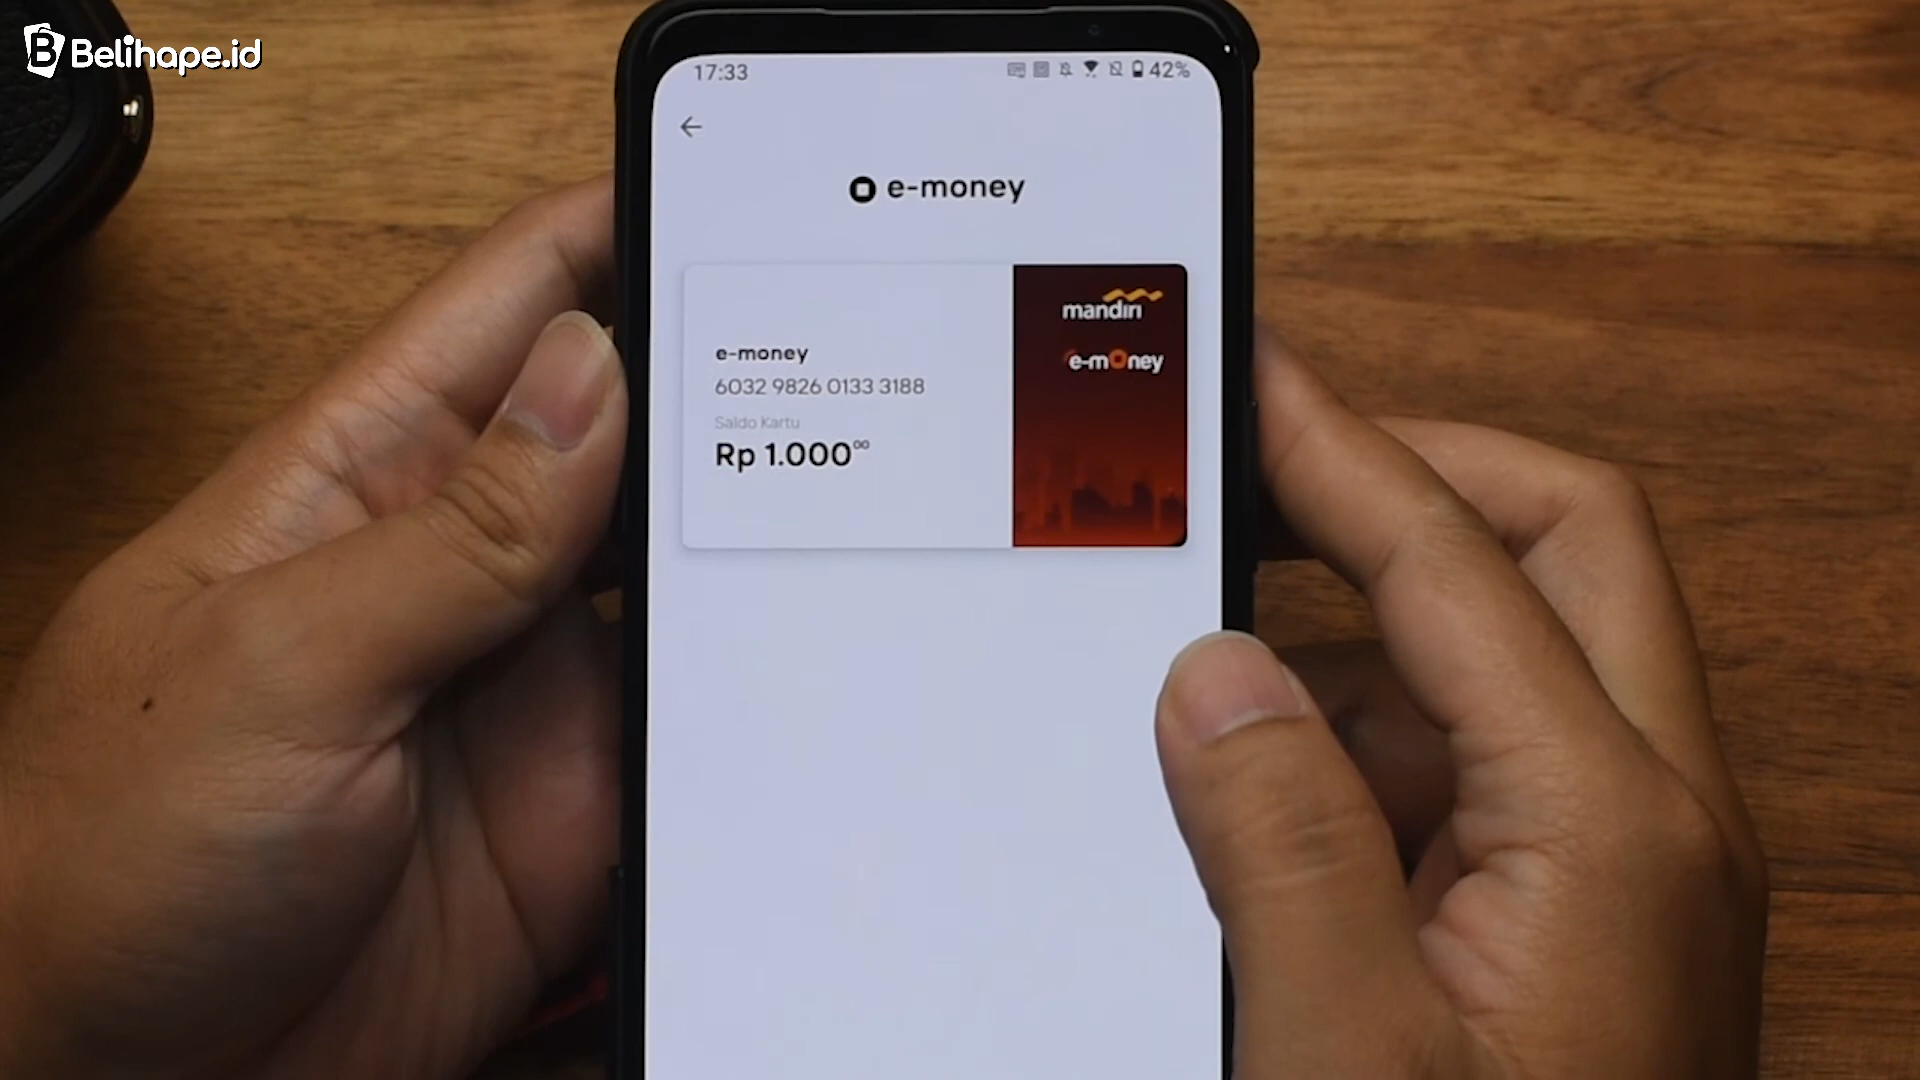 Belihape.id
17:33
42%
e-money
mandiri
e-money
e-money
6032 9826 0133 3188
Saldo Kartu
Rp 1.000⁰⁰